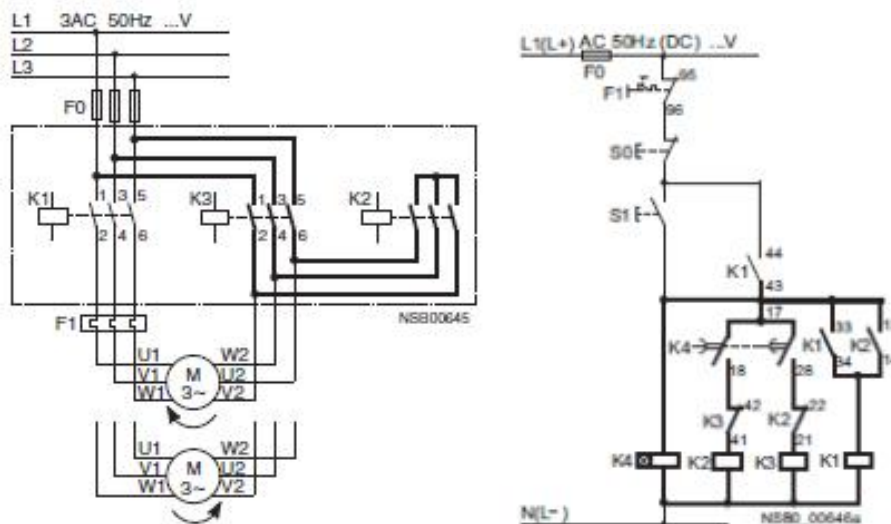 L1 3AC 50Hz ...V
L2
L3
F0
K1
1 3 5
2 4 6
K3
1 3 5
2 4 6
K2
NSB00645
F1
U1
V1
W1
M
3~
W2
U2
V2
U1
V1
W1
M
3~
W2
U2
V2
L1(L+) AC 50Hz (DC) ...V
F0
F1
95
96
S0
S1
44
K1
43
17
K4
18
28
33
K1
34
K2
K3
42
41
K2
22
21
K4
K2
K3
K1
N(L-)
NSB0_00646a